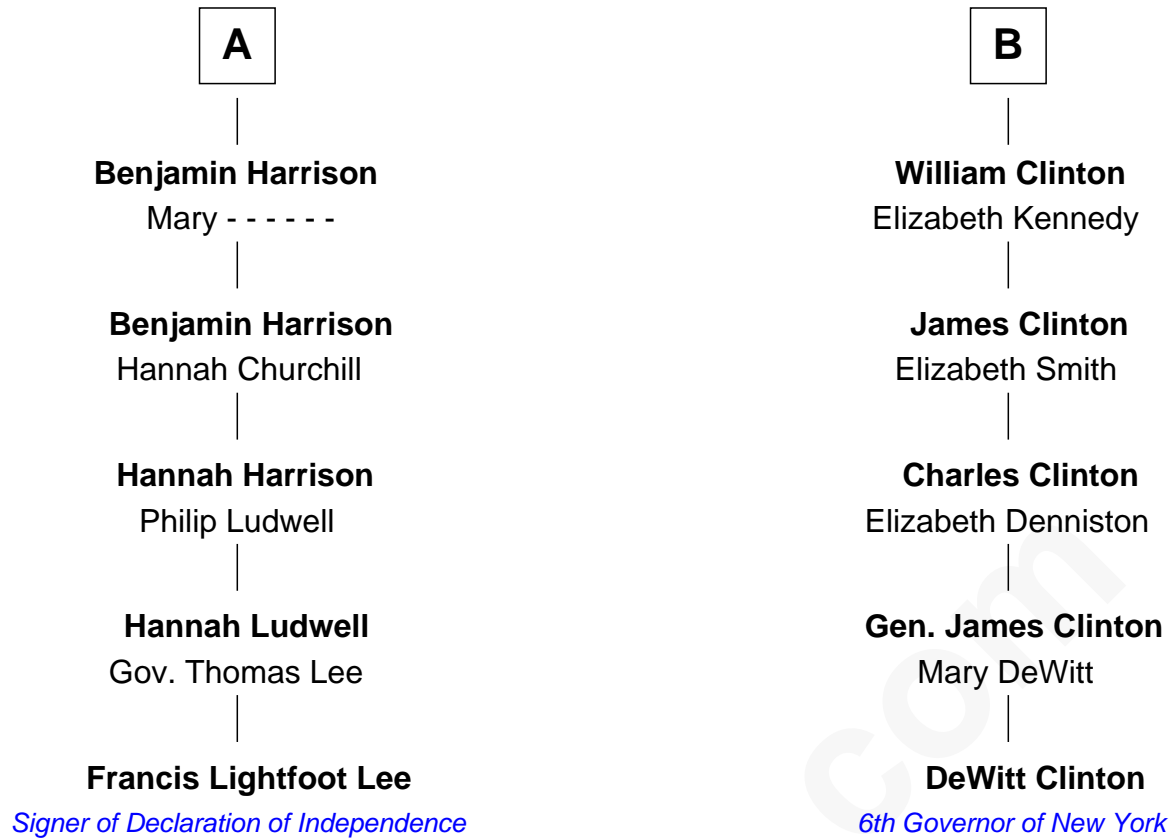 A
Benjamin Harrison
Mary - - - - - -
Benjamin Harrison
Hannah Churchill
Hannah Harrison
Philip Ludwell
Hannah Ludwell
Gov. Thomas Lee
Francis Lightfoot Lee
Signer of Declaration of Independence
B
William Clinton
Elizabeth Kennedy
James Clinton
Elizabeth Smith
Charles Clinton
Elizabeth Denniston
Gen. James Clinton
Mary DeWitt
DeWitt Clinton
6th Governor of New York
com